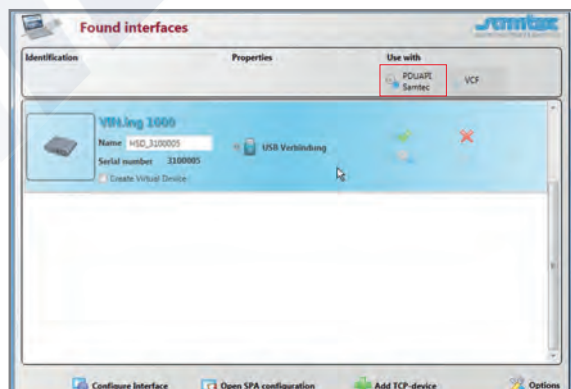 Found interfaces
samtec
Identification
Properties
Use with
PDUAPI
Samtec
VCF
VIN.ing 1000
Name HSD_3100005
USB Verbindung
Serial number 3100005
Create Virtual Device
Configure Interface
Open SPA configuration
Add TCP-device
Options